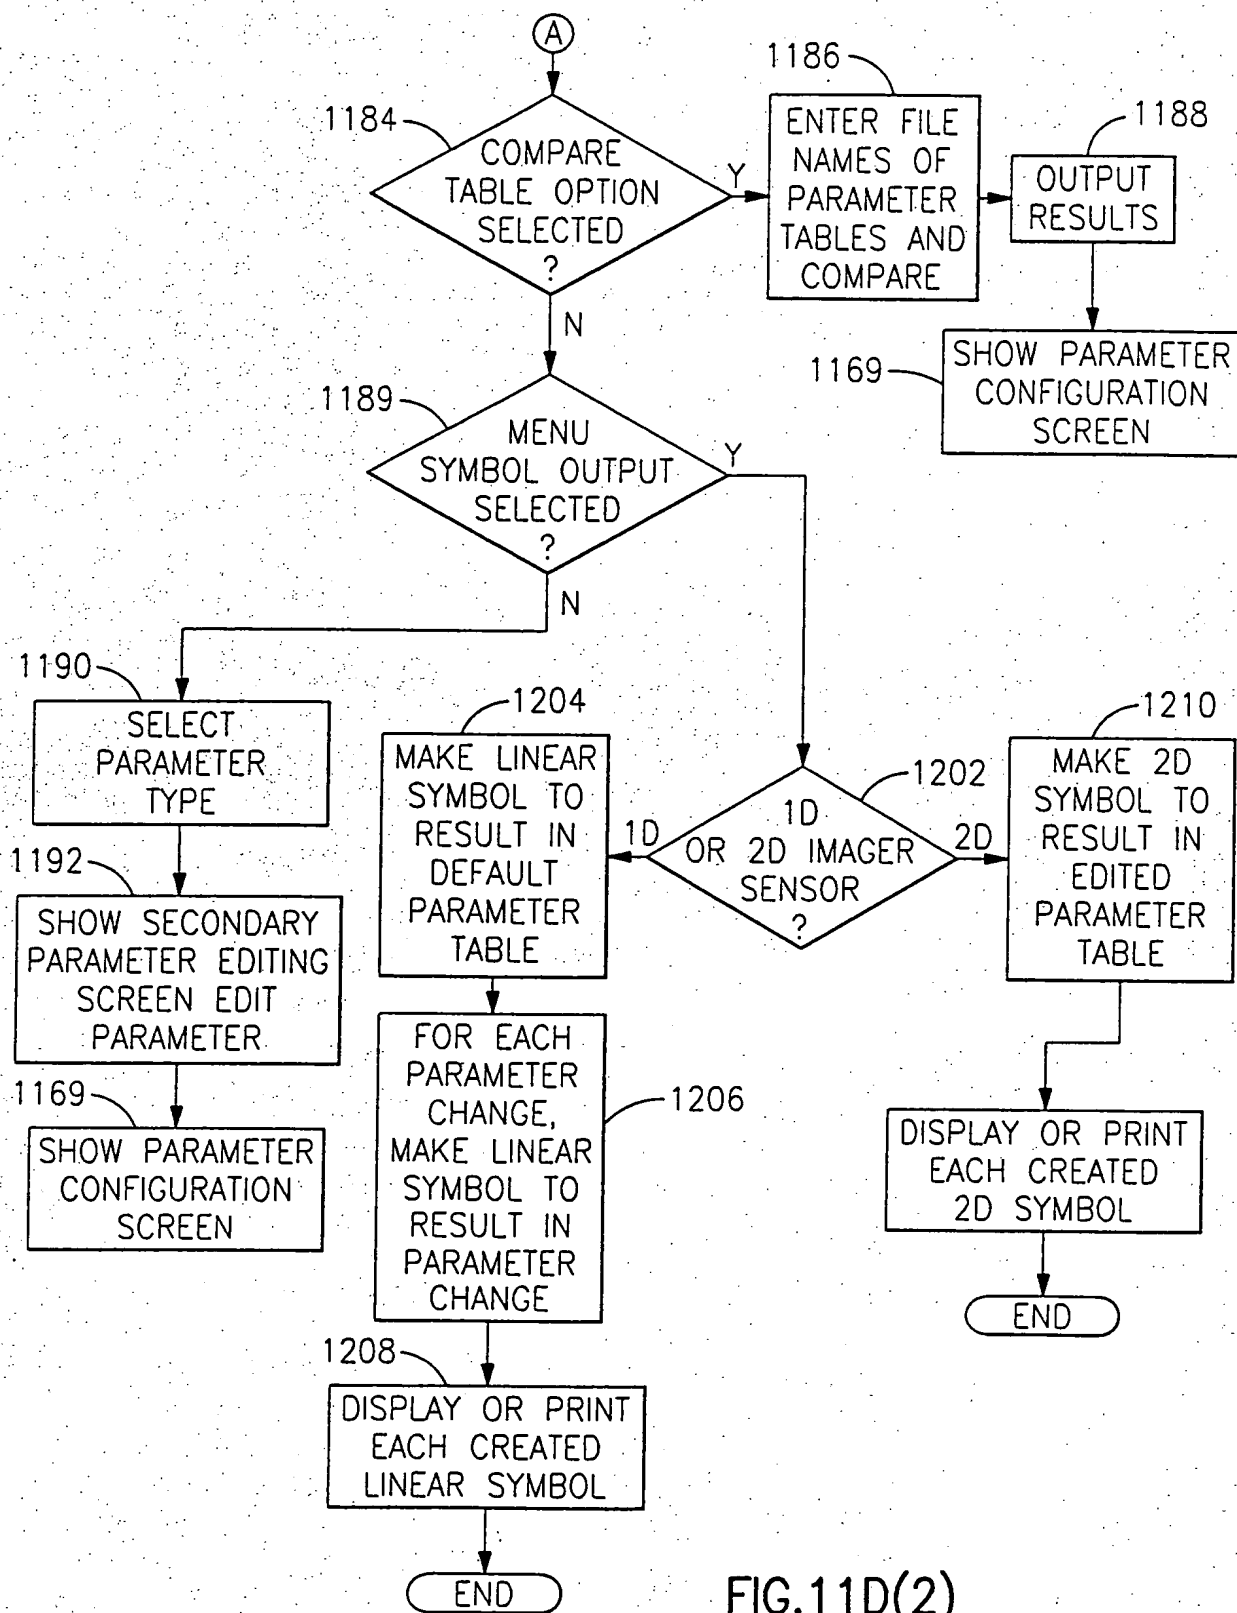 A
1184
COMPARE
TABLE OPTION
SELECTED
?
Y
N
1186
ENTER FILE
NAMES OF
PARAMETER
TABLES AND
COMPARE
1188
OUTPUT
RESULTS
1169
SHOW PARAMETER
CONFIGURATION
SCREEN
1189
MENU
SYMBOL OUTPUT
SELECTED
?
Y
N
1190
SELECT
PARAMETER
TYPE
1192
SHOW SECONDARY
PARAMETER EDITING
SCREEN EDIT
PARAMETER
1169
SHOW PARAMETER
CONFIGURATION
SCREEN
1202
1D
OR 2D IMAGER
SENSOR
?
1D
2D
1204
MAKE LINEAR
SYMBOL TO
RESULT IN
DEFAULT
PARAMETER
TABLE
1206
FOR EACH
PARAMETER
CHANGE,
MAKE LINEAR
SYMBOL TO
RESULT IN
PARAMETER
CHANGE
1208
DISPLAY OR PRINT
EACH CREATED
LINEAR SYMBOL
END
1210
MAKE 2D
SYMBOL TO
RESULT IN
EDITED
PARAMETER
TABLE
DISPLAY OR PRINT
EACH CREATED
2D SYMBOL
END
FIG.11D(2)